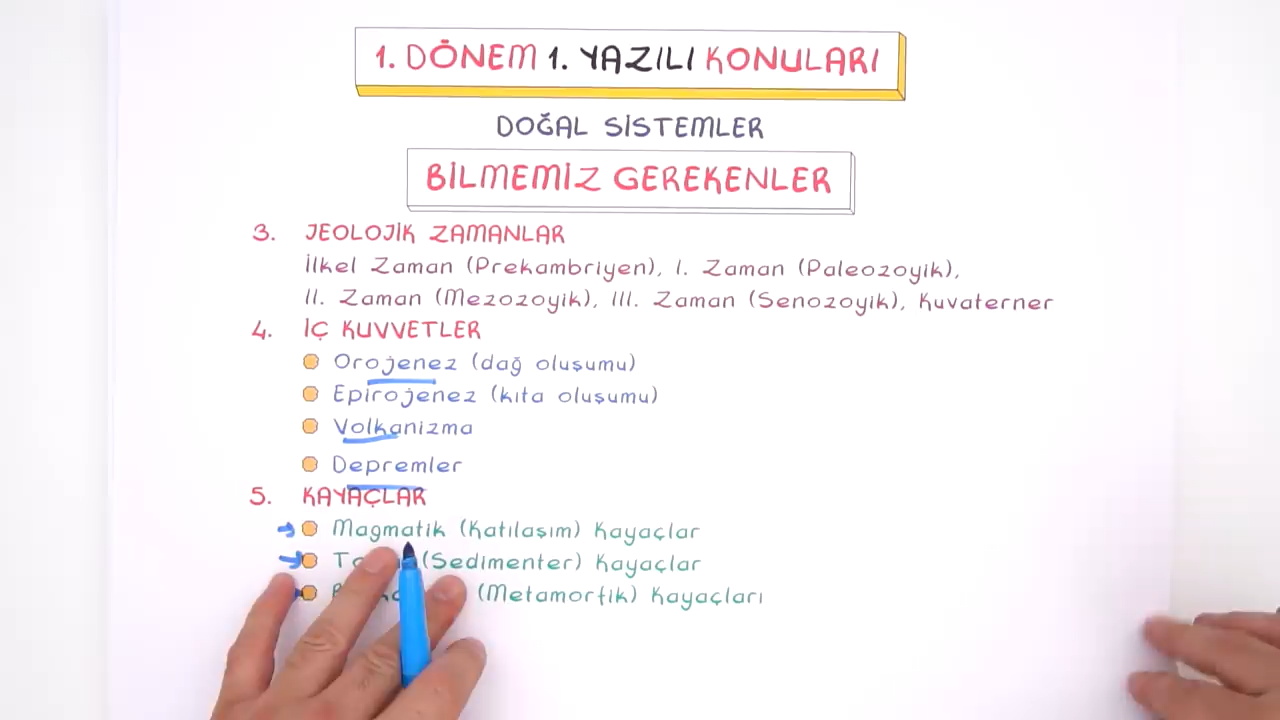 1. DÖNEM 1. YAZILI KONULARI
DOĞAL SİSTEMLER
BİLMEMİZ GEREKENLER
3. JEOLOJİK ZAMANLAR
İlkel Zaman (Prekambriyen), I. Zaman (Paleozoyik),
II. Zaman (Mezozoyik), III. Zaman (Senozoyik), Kuvaterner
4. İÇ KUVVETLER
Orojenez (dağ oluşumu)
Epirojenez (kıta oluşumu)
Volkanizma
Depremler
5. KAYAÇLAR
Magmatik (Katılaşım) Kayaçlar
(Sedimenter) Kayaçlar
(Metamorfik) Kayaçları